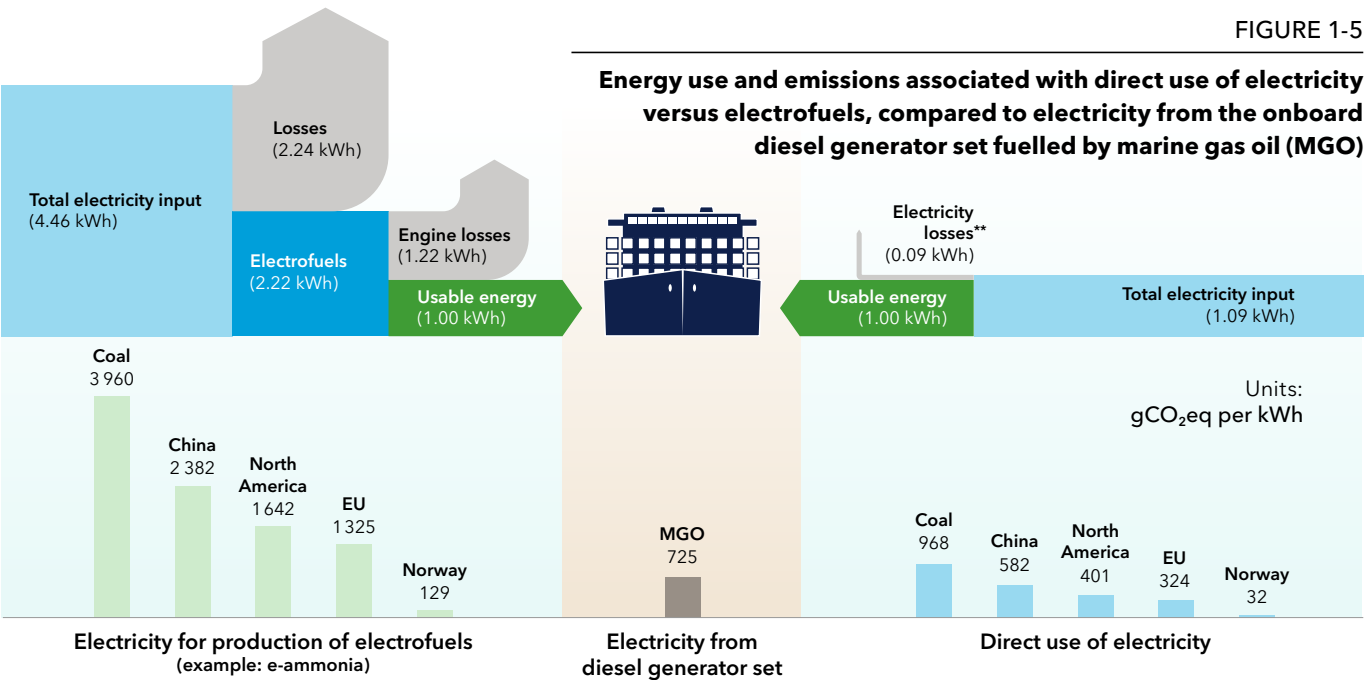 FIGURE 1-5
Energy use and emissions associated with direct use of electricity
versus electrofuels, compared to electricity from the onboard
diesel generator set fuelled by marine gas oil (MGO)
Losses
(2.24 kWh)
Total electricity input
(4.46 kWh)
Electrofuels
(2.22 kWh)
Engine losses
(1.22 kWh)
Usable energy
(1.00 kWh)
Electricity
losses**
(0.09 kWh)
Usable energy
(1.00 kWh)
Total electricity input
(1.09 kWh)
Coal
3 960
China
2 382
North
America
1 642
EU
1 325
Norway
129
MGO
725
Units:
gCO₂eq per kWh
Coal
968
China
582
North
America
401
EU
324
Norway
32
Electricity for production of electrofuels
(example: e-ammonia)
Electricity from
diesel generator set
Direct use of electricity